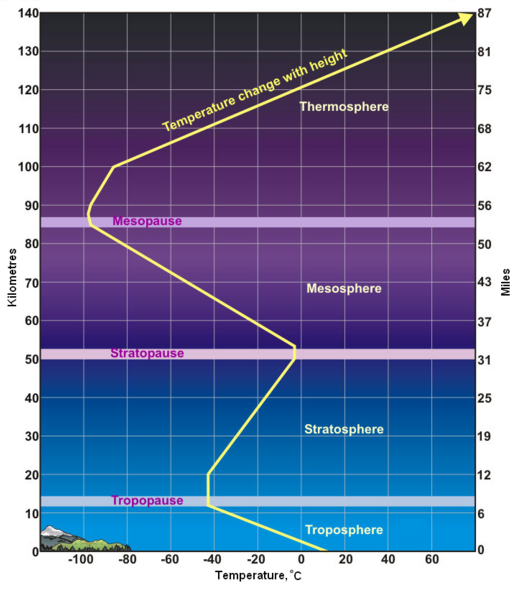 140
130
120
110
100
90
80
70
60
50
40
30
20
10
0
Kilometres
87
81
75
68
62
56
50
43
37
31
25
19
12
6
0
Miles
Temperature change with height
Thermosphere
Mesopause
Mesosphere
Stratopause
Stratosphere
Tropopause
Troposphere
-100 -80 -60 -40 -20 0 20 40 60
Temperature, °C